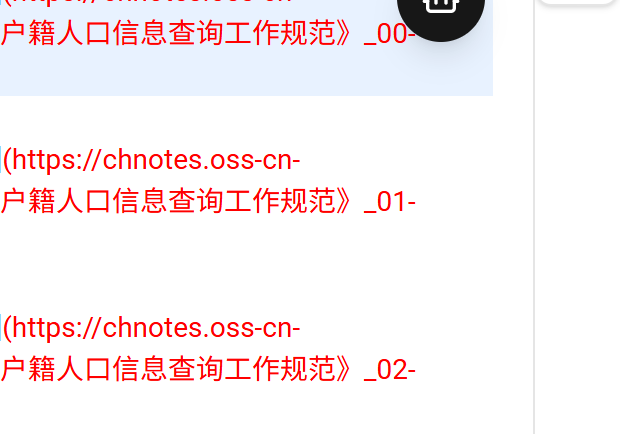 户籍人口信息查询工作规范》_00-
(https://chnotes.oss-cn-
户籍人口信息查询工作规范》_01-
(https://chnotes.oss-cn-
户籍人口信息查询工作规范》_02-